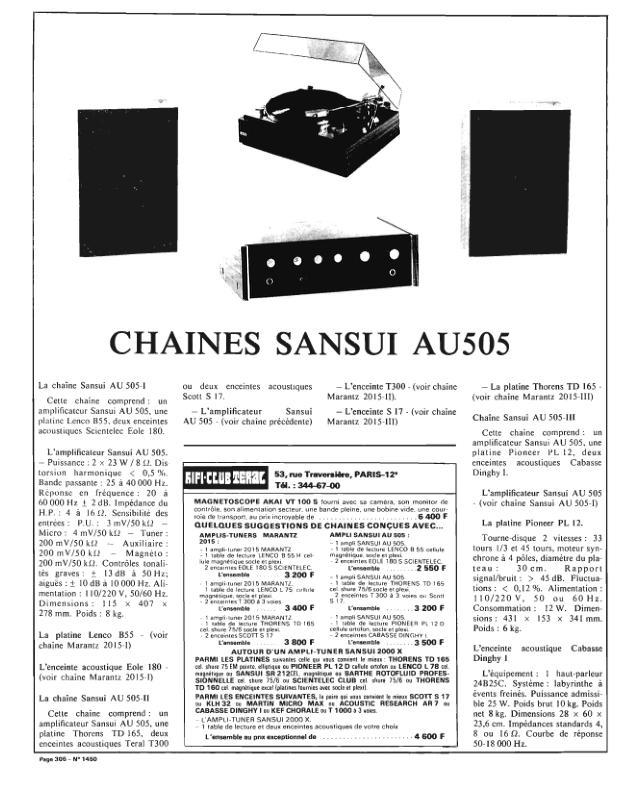 CHAINES SANSUI AU505
La chaîne Sansui AU 505-I
Cette chaîne comprend : un
amplificateur Sansui AU 505, une
platine Lenco B55, deux enceintes
acoustiques Scientelec Eole 180.
L'amplificateur Sansui AU 505.
– Puissance : 2 × 23 W / 8 Ω. Dis
torsion harmonique < 0,5 %.
Bande passante : 25 à 40 000 Hz.
Réponse en fréquence : 20 à
60 000 Hz ± 2 dB. Impédance du
H.P. : 4 à 16 Ω. Sensibilité des
entrées : P.U. : 3 mV/50 kΩ –
Micro : 4 mV/50 kΩ – Tuner :
200 mV/50 kΩ – Auxiliaire :
200 mV/50 kΩ – Magnéto :
200 mV/50 kΩ. Contrôles tonali-
tés graves : ± 13 dB à 50 Hz;
aiguës : ± 10 dB à 10 000 Hz. Ali-
mentation : 110/220 V, 50/60 Hz.
Dimensions : 115 × 407 ×
278 mm. Poids : 8 kg.
La platine Lenco B55 - (voir
chaîne Marantz 2015-I)
L'enceinte acoustique Eole 180 -
(voir chaîne Marantz 2015-I)
La chaîne Sansui AU 505-II
Cette chaîne comprend : un
amplificateur Sansui AU 505, une
platine Thorens TD 165, deux
enceintes acoustiques Teral T300
ou deux enceintes acoustiques
Scott S 17.
– L'amplificateur Sansui
AU 505 - (voir chaîne précédente)
– L'enceinte T300 - (voir chaîne
Marantz 2015-II).
– L'enceinte S 17 - (voir chaîne
Marantz 2015-III)
– La platine Thorens TD 165 -
(voir chaîne Marantz 2015-III)
Chaîne Sansui AU 505-III
Cette chaîne comprend : un
amplificateur Sansui AU 505, une
platine Pioneer PL 12, deux
enceintes acoustiques Cabasse
Dinghy I.
L'amplificateur Sansui AU 505
- (voir chaîne Sansui AU 505-I)
La platine Pioneer PL 12.
Tourne-disque 2 vitesses : 33
tours 1/3 et 45 tours, moteur syn-
chrone à 4 pôles, diamètre du pla-
teau : 30 cm. Rapport
signal/bruit : > 45 dB. Fluctua-
tions : < 0,12 %. Alimentation :
110/220 V, 50 ou 60 Hz.
Consommation : 12 W. Dimen-
sions : 431 × 153 × 341 mm.
Poids : 6 kg.
L'enceinte acoustique Cabasse
Dinghy I
L'équipement : 1 haut-parleur
24B25C. Système : labyrinthe à
évents freinés. Puissance admissi-
ble 25 W. Poids brut 10 kg. Poids
net 8 kg. Dimensions 28 × 60 ×
23,6 cm. Impédances standards 4,
8 ou 16 Ω. Courbe de réponse
50-18 000 Hz.
HIFI-CLUB TERAL
53, rue Traversière, PARIS-12e
Tél. : 344-67-00
MAGNETOSCOPE AKAI VT 100 S fourni avec sa caméra, son monitor de
contrôle, son alimentation secteur, une bande pleine, une bobine vide, une cour-
roie de transport, au prix incroyable de ........ 6 400 F
QUELQUES SUGGESTIONS DE CHAINES CONÇUES AVEC...
AMPLIS-TUNERS MARANTZ
2015 :
- 1 ampli-tuner 2015 MARANTZ
- 1 table de lecture LENCO B 55 H cel-
lule magnétique socle et plexi.
- 2 enceintes EOLE 180 S SCIENTELEC.
L'ensemble ........ 3 200 F
- 1 ampli-tuner 2015 MARANTZ.
- 1 table de lecture LENCO L 75 cellule
magnétique, socle et plexi.
L'ensemble ........ 3 400 F
- 1 ampli-tuner 2015 MARANTZ
- 1 table de lecture THORENS TD 165
cel. shure 75/6 socle et plexi.
- 2 enceintes SCOTT S 17
L'ensemble ........ 3 800 F
AMPLI SANSUI AU 505 :
- 1 ampli SANSUI AU 505.
- 1 table de lecture LENCO B 55 cellule
magnétique, socle et plexi.
- 2 enceintes EOLE 180 S SCIENTELEC
L'ensemble ........ 2 550 F
- 1 ampli SANSUI AU 505.
- 1 table de lecture THORENS TD 165
cel. shure 75/6 socle et plexi.
- 2 enceintes T 300 à 3 voies ou Scott
S 17.
L'ensemble ........ 3 200 F
- 1 ampli SANSUI AU 505.
- 1 table de lecture PIONEER PL 12 D
cellule ortofon, socle et plexi.
- 2 enceintes CABASSE DINGHY I.
L'ensemble ........ 3 500 F
AUTOUR D'UN AMPLI-TUNER SANSUI 2000 X
PARMI LES PLATINES suivantes celle qui vous convient le mieux : THORENS TD 165
cel. shure 75 EM pointe elliptique ou PIONEER PL 12 D cellule ortofon ou LENCO L 78 cel.
magnétique ou SANSUI SR 212(2), magnétique ou BARTHE ROTOFLUID PROFES-
SIONNELLE cel. shure 75/6 ou SCIENTELEC CLUB cel. shure 75/6 ou THORENS
TD 160 cel. magnétique excel (platines fournies avec socle et plexi).
PARMI LES ENCEINTES SUIVANTES, la paire qui vous convient le mieux SCOTT S 17
ou KLH 32 ou MARTIN MICRO MAX ou ACOUSTIC RESEARCH AR 7 ou
CABASSE DINGHY I ou KEF CHORALE ou T 1000 à 3 voies.
- L'AMPLI-TUNER SANSUI 2000 X.
- 1 table de lecture et deux enceintes acoustiques de votre choix
L'ensemble au prix exceptionnel de ........ 4 600 F
Page 306 - N° 1450